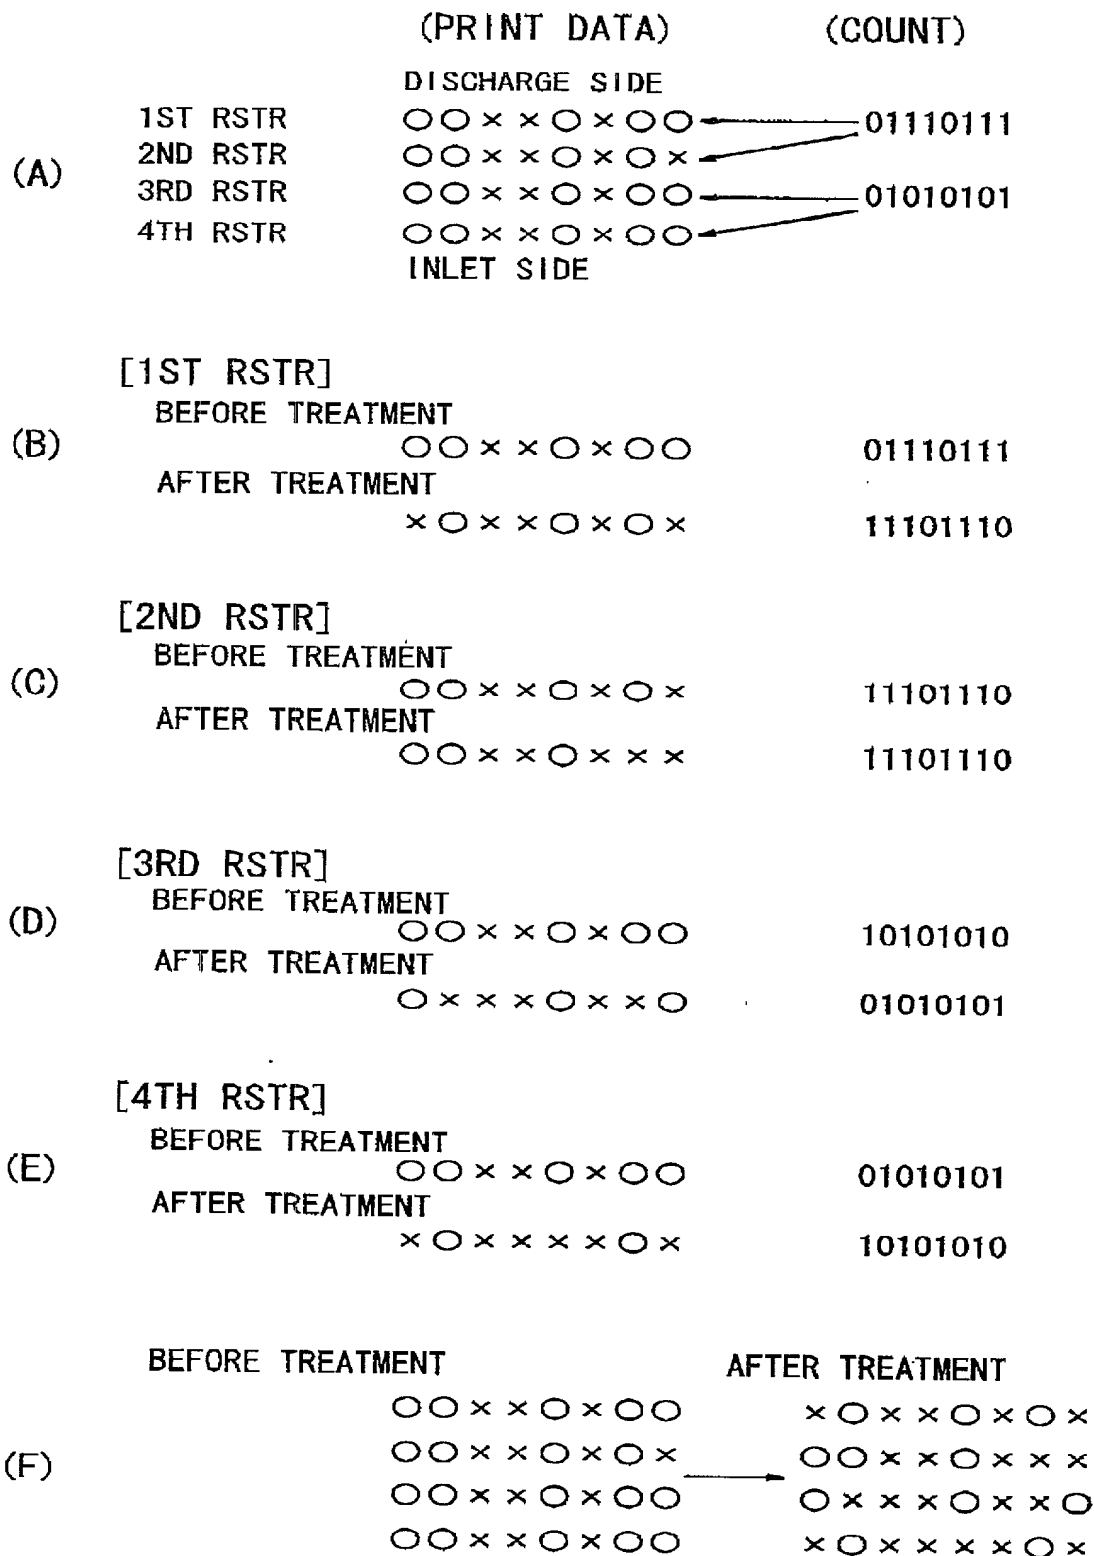 (PRINT DATA) (COUNT)
DISCHARGE SIDE
(A)
1ST RSTR ○○××○×○○ 01110111
2ND RSTR ○○××○×○×
3RD RSTR ○○××○×○○ 01010101
4TH RSTR ○○××○×○○
INLET SIDE
[1ST RSTR]
BEFORE TREATMENT
(B) ○○××○×○○ 01110111
AFTER TREATMENT
×○××○×○× 11101110
[2ND RSTR]
BEFORE TREATMENT
(C) ○○××○×○× 11101110
AFTER TREATMENT
○○××○××× 11101110
[3RD RSTR]
BEFORE TREATMENT
(D) ○○××○×○○ 10101010
AFTER TREATMENT
○×××○××○ 01010101
[4TH RSTR]
BEFORE TREATMENT
(E) ○○××○×○○ 01010101
AFTER TREATMENT
×○××××○× 10101010
BEFORE TREATMENT AFTER TREATMENT
○○××○×○○ ×○××○×○×
(F) ○○××○×○× ○○××○×××
○○××○×○○ ○×××○××○
○○××○×○○ ×○××××○×